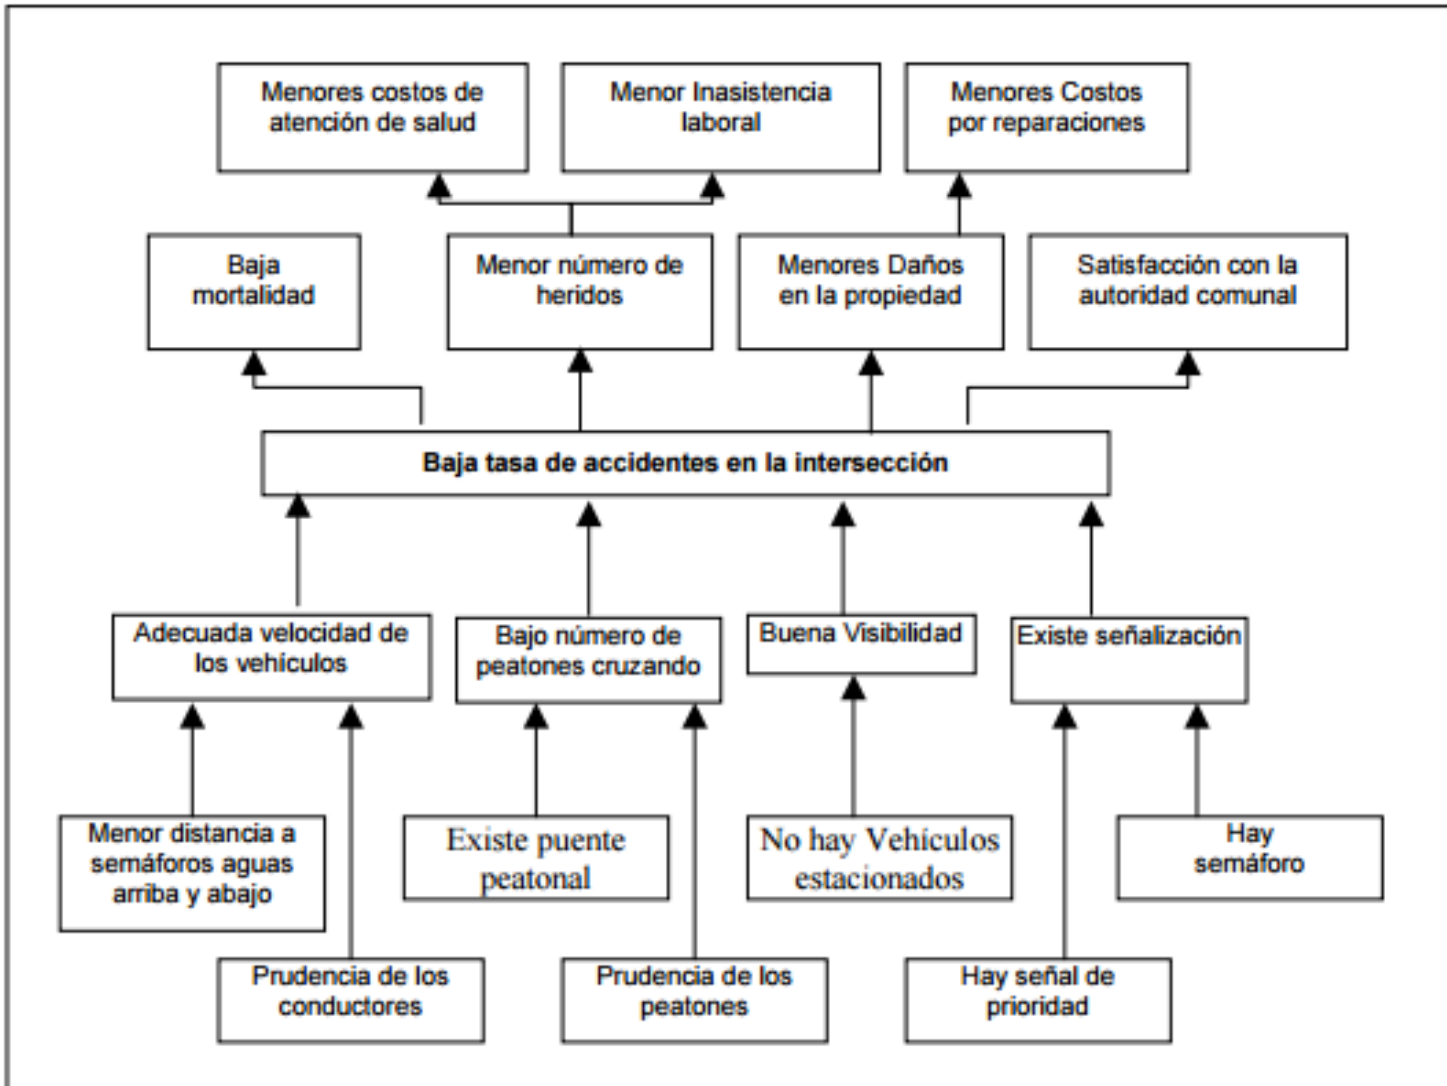 Menores costos de
atención de salud
Menor Inasistencia
laboral
Menores Costos
por reparaciones
Baja
mortalidad
Menor número de
heridos
Menores Daños
en la propiedad
Satisfacción con la
autoridad comunal
Baja tasa de accidentes en la intersección
Adecuada velocidad de
los vehículos
Bajo número de
peatones cruzando
Buena Visibilidad
Existe señalización
Menor distancia a
semáforos aguas
arriba y abajo
Existe puente
peatonal
No hay Vehículos
estacionados
Hay
semáforo
Prudencia de los
conductores
Prudencia de los
peatones
Hay señal de
prioridad